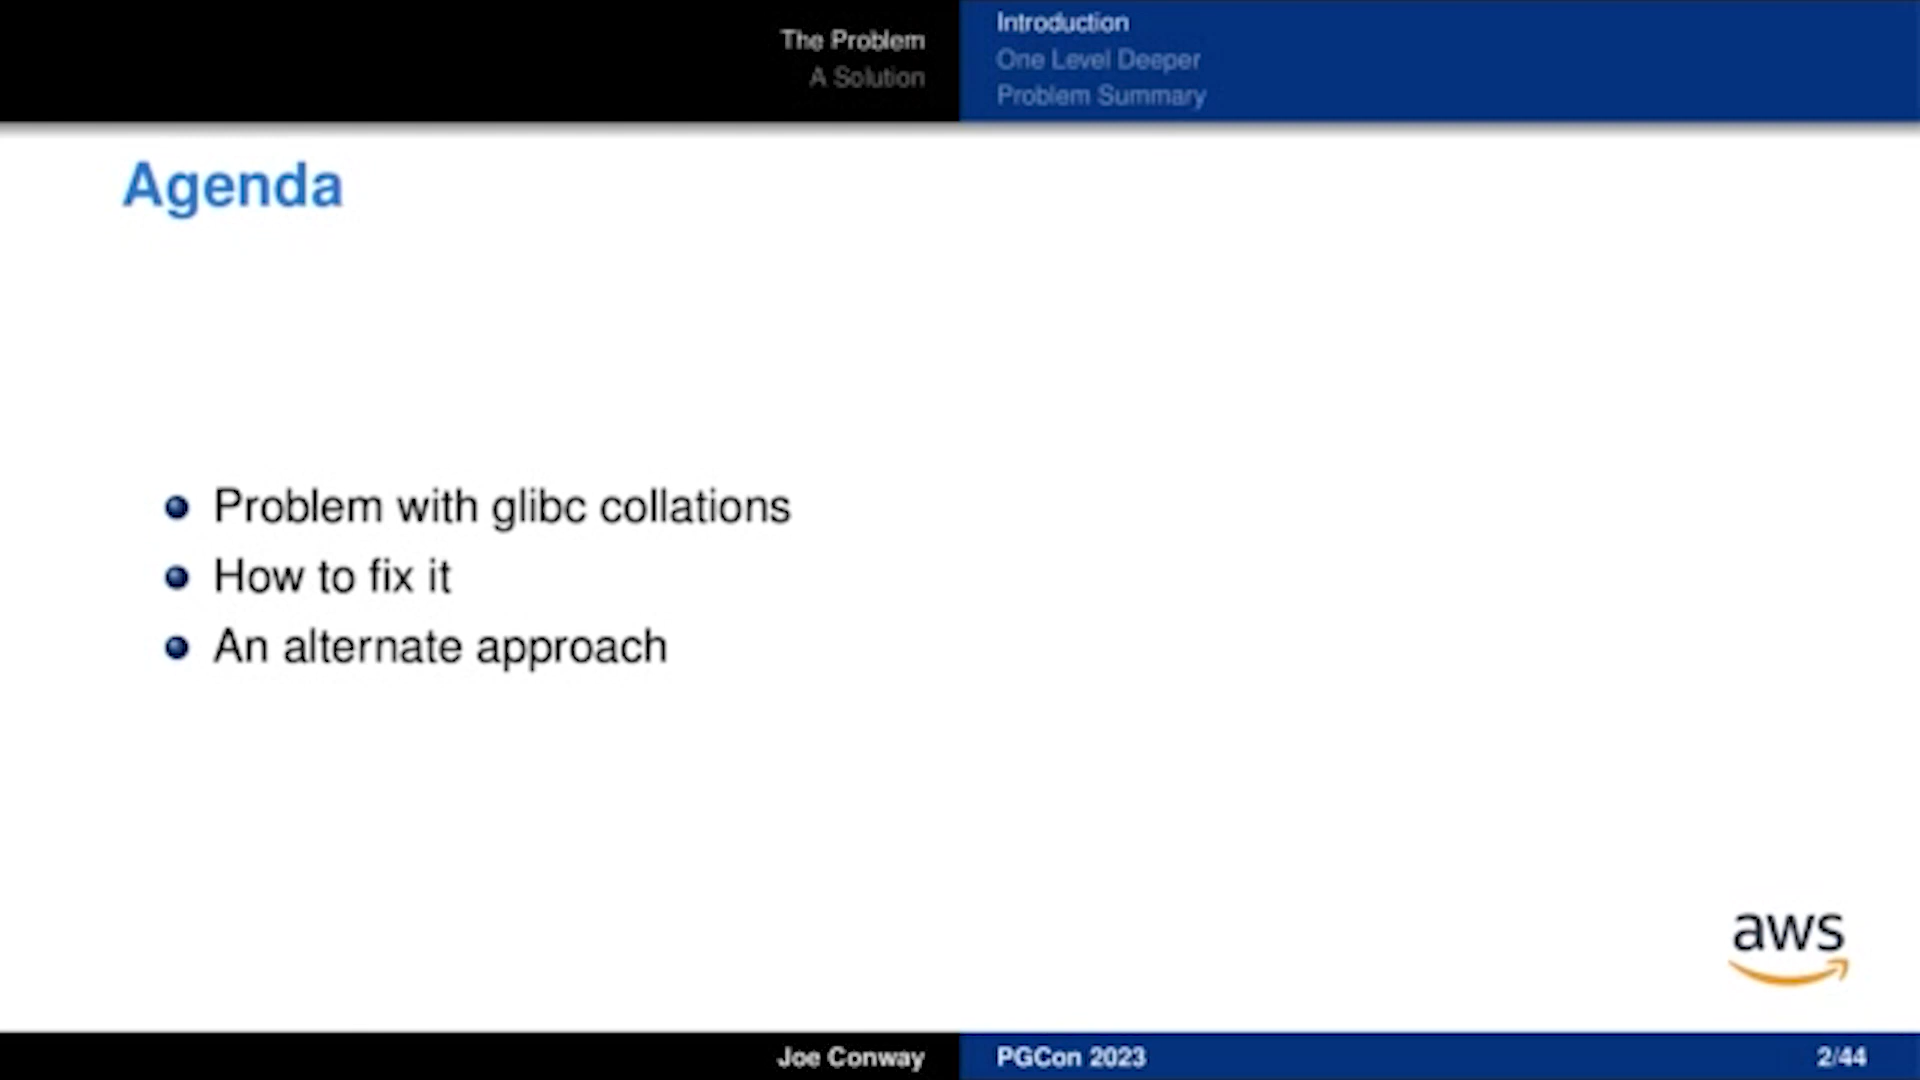 The Problem
A Solution
Introduction
One Level Deeper
Problem Summary
Agenda
Problem with glibc collations
How to fix it
An alternate approach
aws
Joe Conway
PGCon 2023
2/44